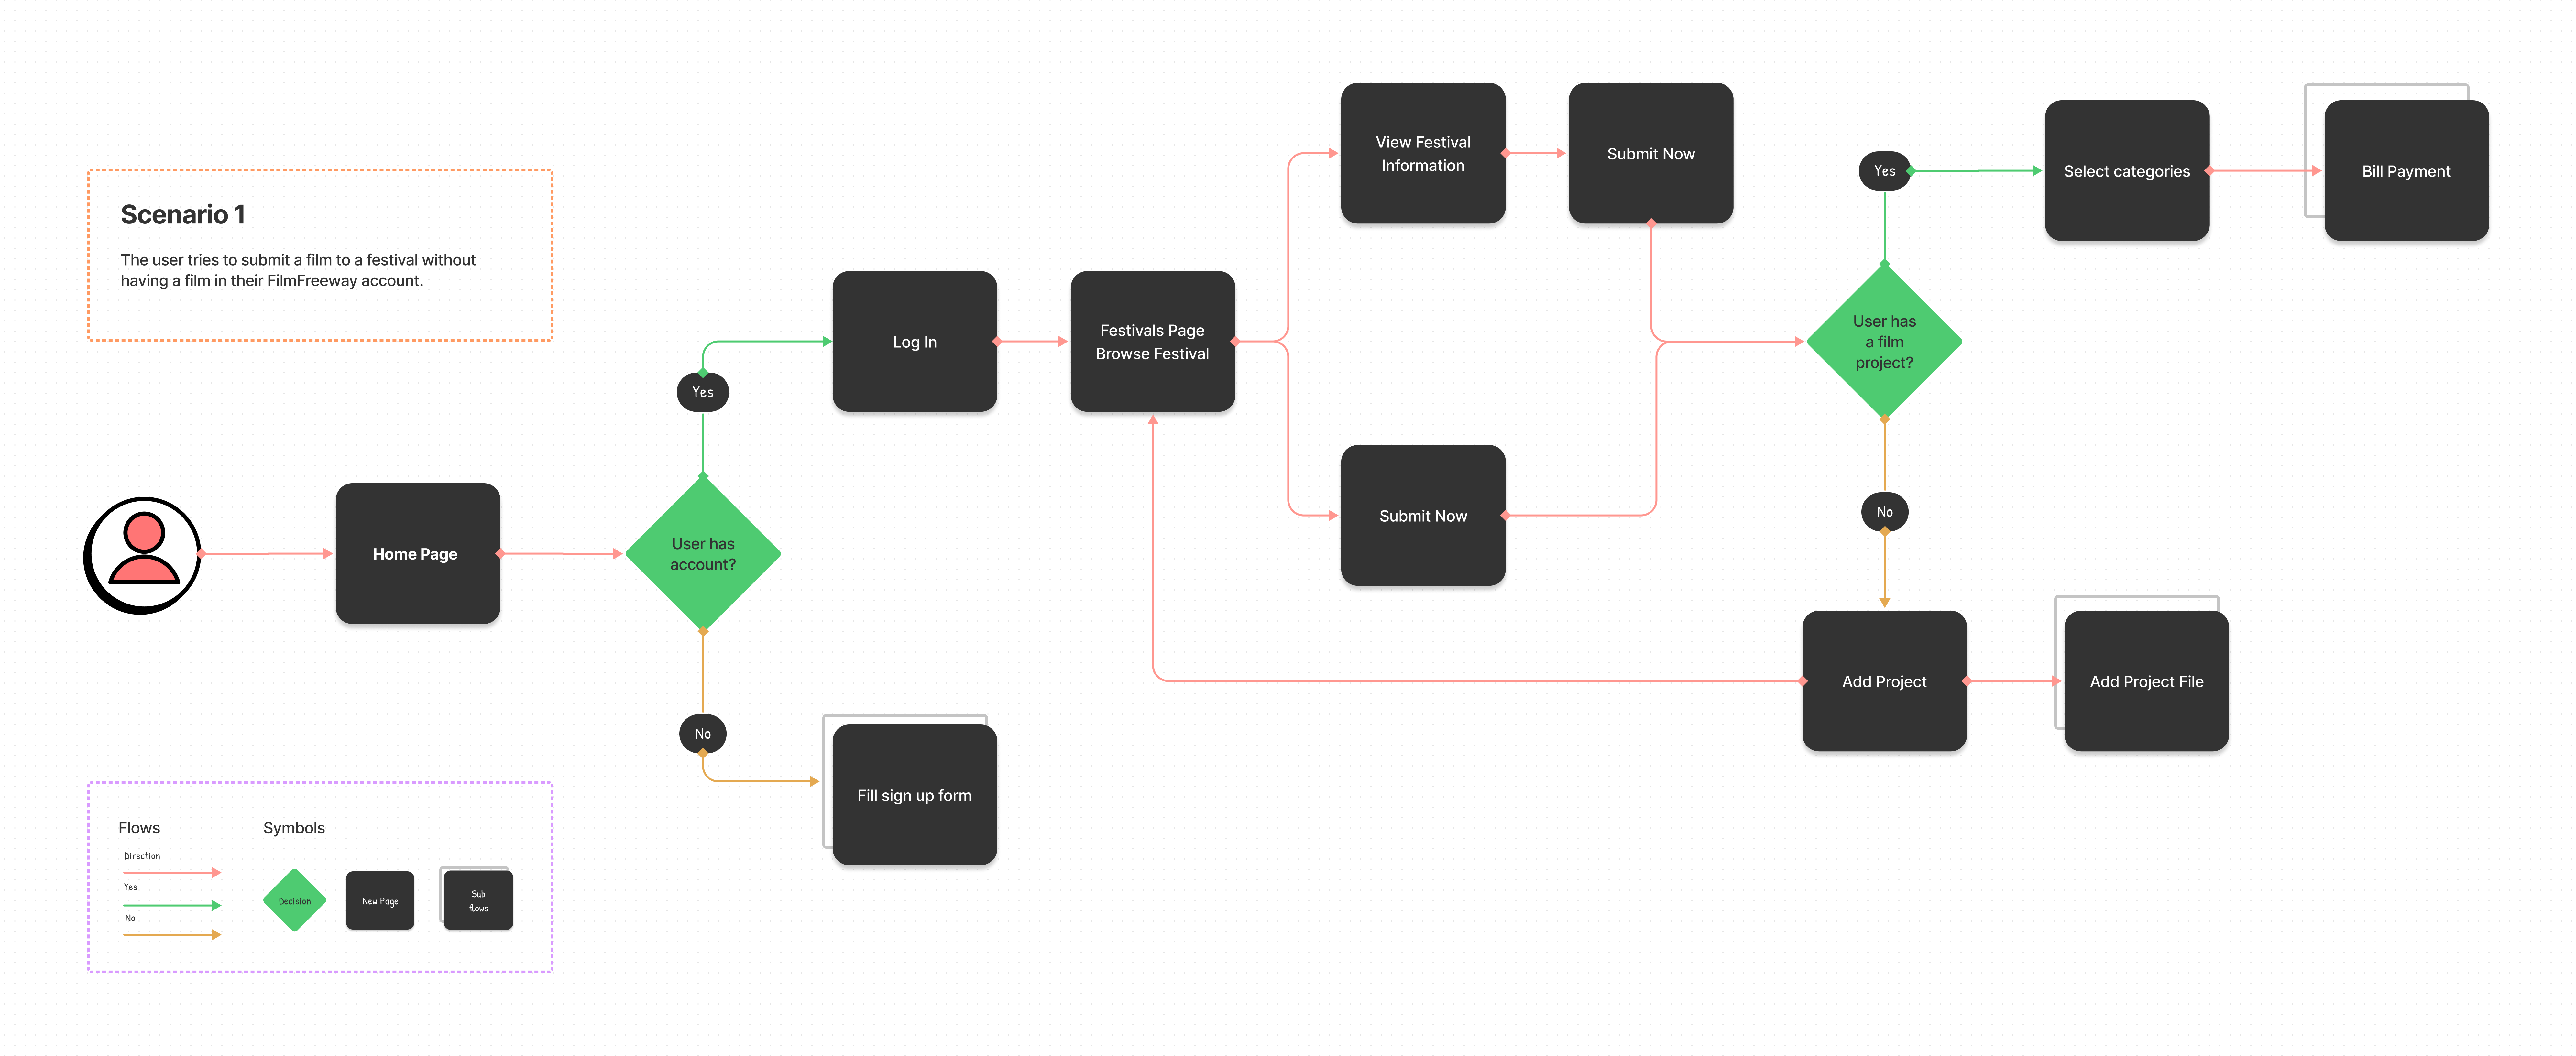 Scenario 1
The user tries to submit a film to a festival without
having a film in their FilmFreeway account.
Home Page
User has
account?
Yes
No
Log In
Fill sign up form
Festivals Page
Browse Festival
View Festival
Information
Submit Now
Submit Now
User has
a film
project?
Yes
No
Select categories
Bill Payment
Add Project
Add Project File
Flows
Direction
Yes
No
Symbols
Decision
New Page
Sub
flows